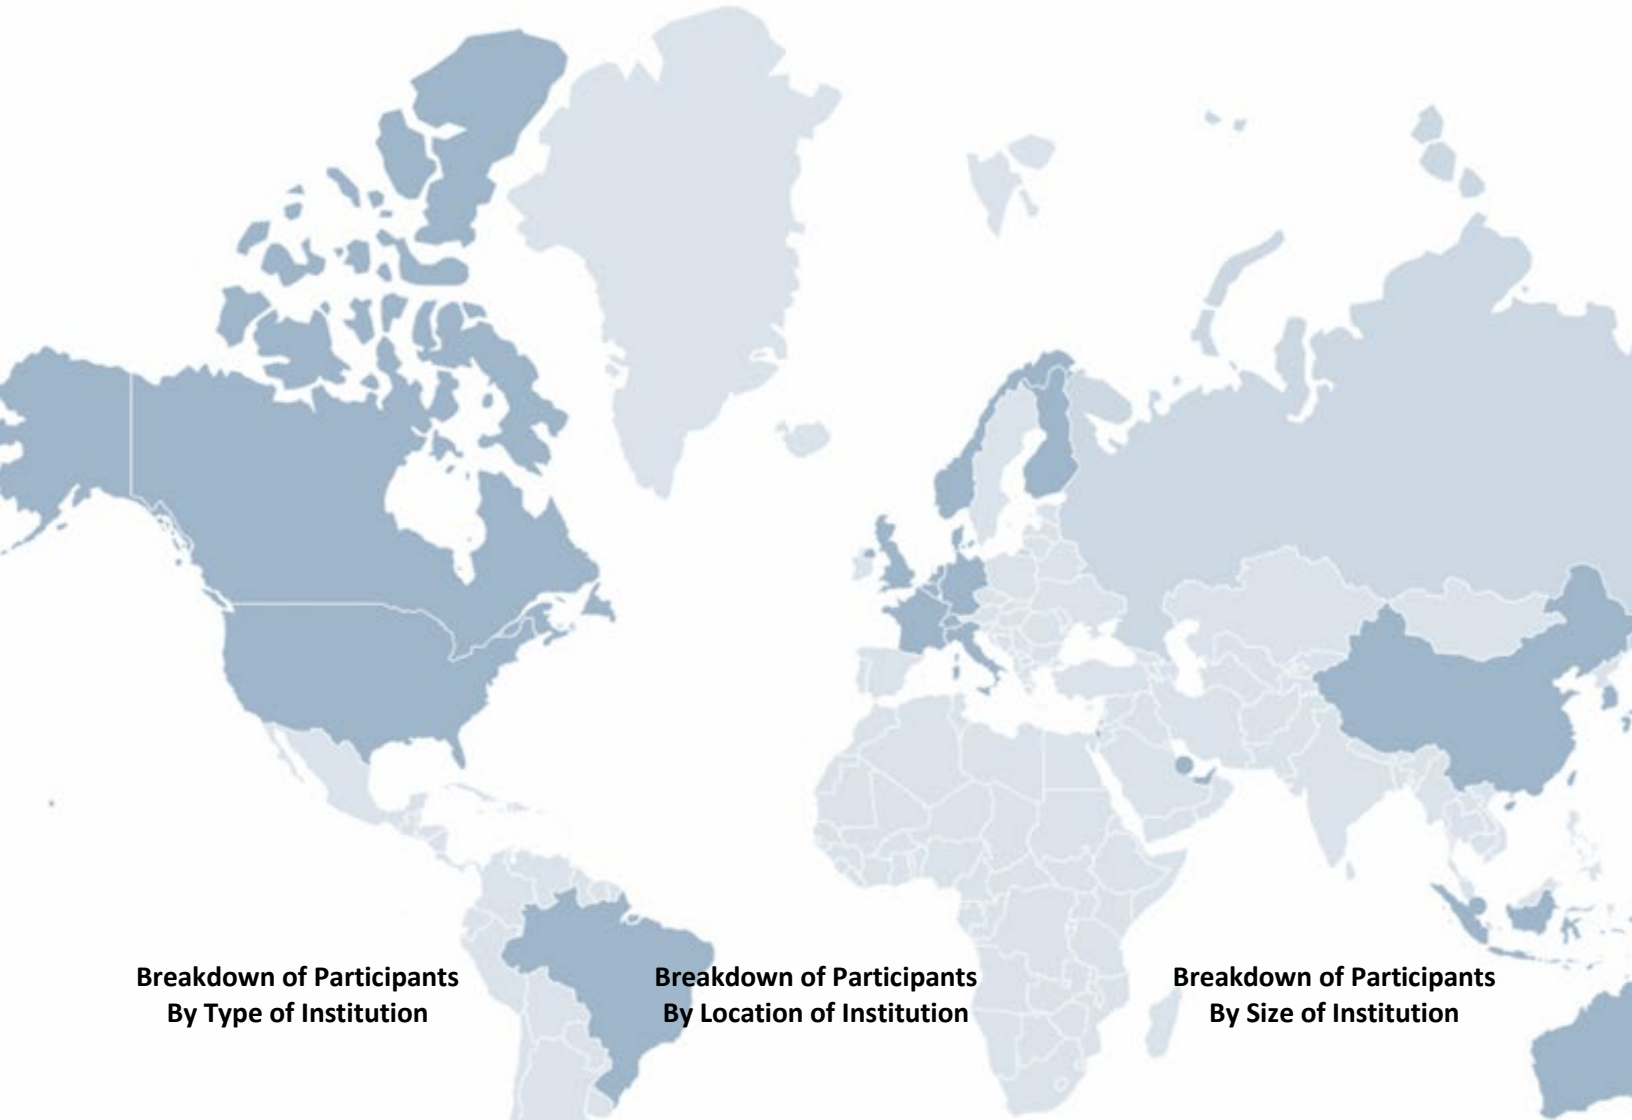 Breakdown of Participants
By Type of Institution
Breakdown of Participants
By Location of Institution
Breakdown of Participants
By Size of Institution